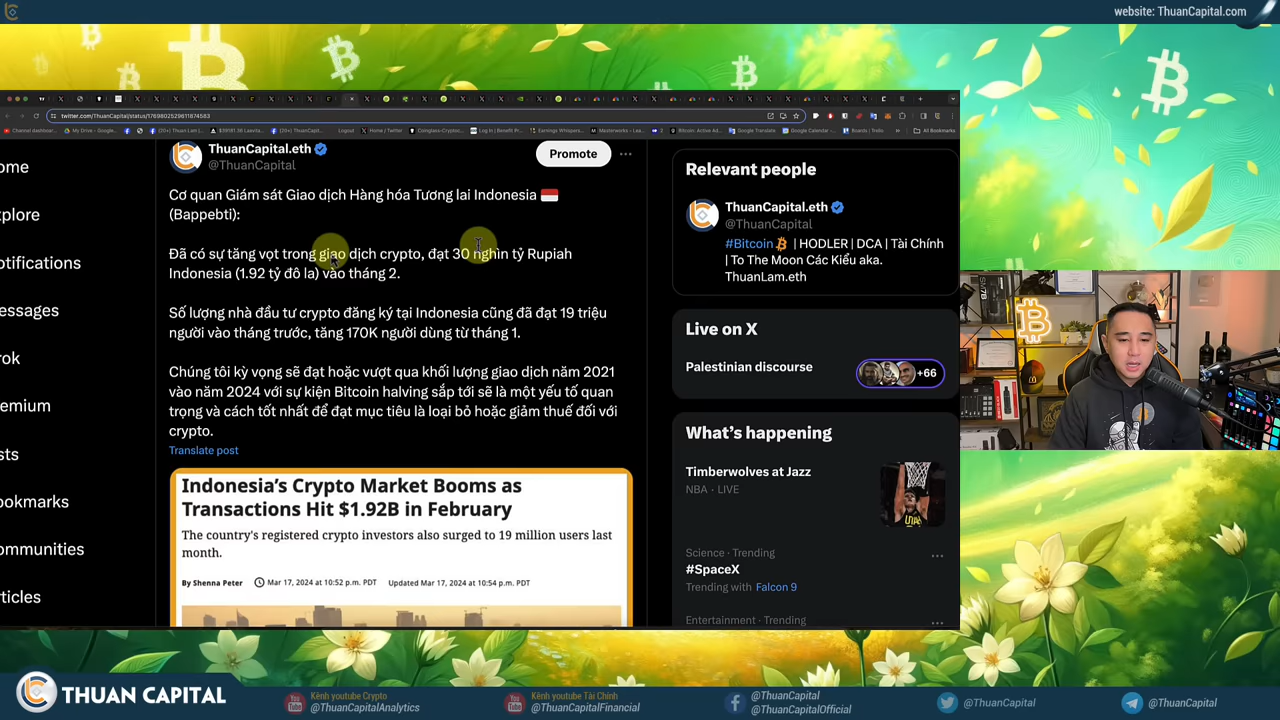 website: ThuanCapital.com
twitter.com/ThuanCapital/status/1769802529611874563
All Bookmarks
ome
xplore
otifications
essages
rok
remium
sts
ookmarks
ommunities
rticles
ThuanCapital.eth
@ThuanCapital
Promote
Cơ quan Giám sát Giao dịch Hàng hóa Tương lai Indonesia
(Bappebti):
Đã có sự tăng vọt trong giao dịch crypto, đạt 30 nghìn tỷ Rupiah
Indonesia (1.92 tỷ đô la) vào tháng 2.
Số lượng nhà đầu tư crypto đăng ký tại Indonesia cũng đã đạt 19 triệu
người vào tháng trước, tăng 170K người dùng từ tháng 1.
Chúng tôi kỳ vọng sẽ đạt hoặc vượt qua khối lượng giao dịch năm 2021
vào năm 2024 với sự kiện Bitcoin halving sắp tới sẽ là một yếu tố quan
trọng và cách tốt nhất để đạt mục tiêu là loại bỏ hoặc giảm thuế đối với
crypto.
Translate post
Indonesia's Crypto Market Booms as
Transactions Hit $1.92B in February
The country's registered crypto investors also surged to 19 million users last
month.
By Shenna Peter Mar 17, 2024 at 10:52 p.m. PDT Updated Mar 17, 2024 at 10:54 p.m. PDT
Relevant people
ThuanCapital.eth
@ThuanCapital
#Bitcoin | HODLER | DCA | Tài Chính
| To The Moon Các Kiểu aka.
ThuanLam.eth
Live on X
Palestinian discourse
+66
What's happening
Timberwolves at Jazz
NBA · LIVE
Science · Trending
#SpaceX
Trending with Falcon 9
Entertainment · Trending
THUAN CAPITAL
Kênh youtube Crypto
@ThuanCapitalAnalytics
Kênh youtube Tài Chính
@ThuanCapitalFinancial
@ThuanCapital
@ThuanCapitalOfficial
@ThuanCapital
@ThuanCapital